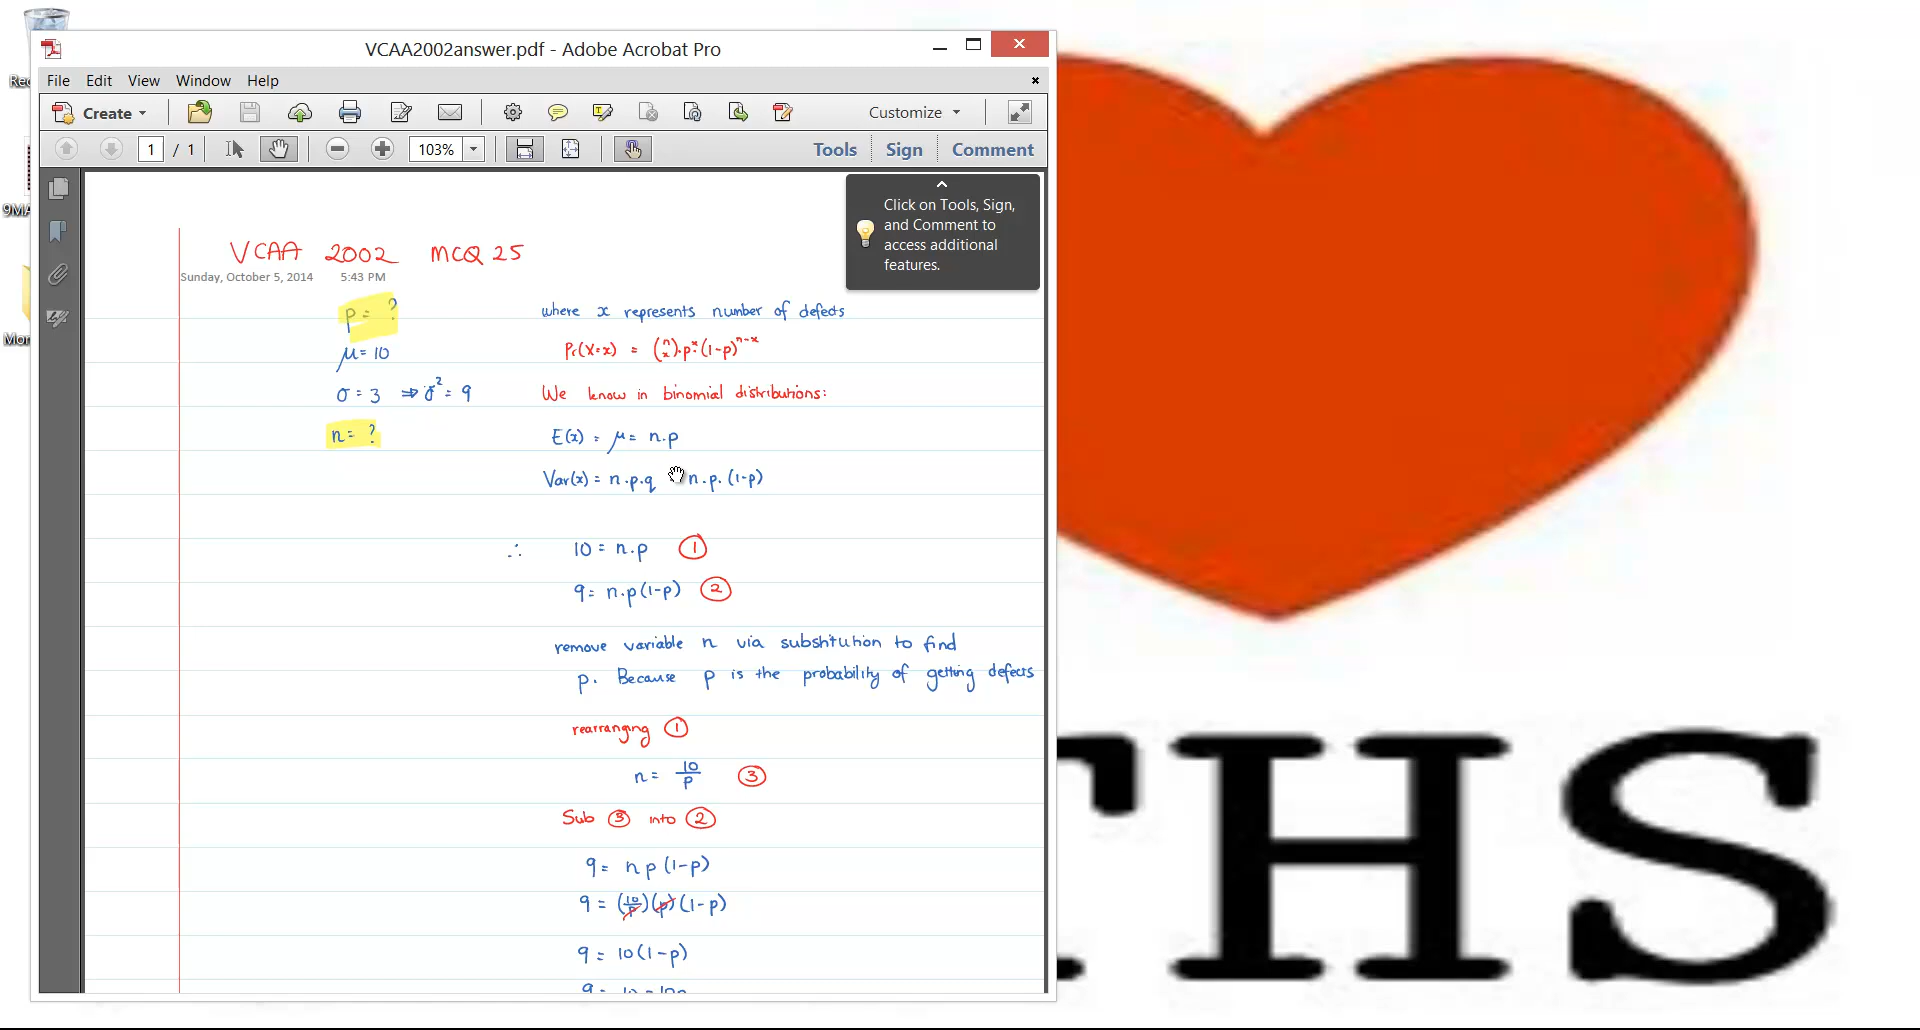 VCAA2002answer.pdf - Adobe Acrobat Pro
File Edit View Window Help
Create Customize
1 / 1 103% Tools Sign Comment
Click on Tools, Sign,
and Comment to
access additional
features.
VCAA 2002 MCQ 25
Sunday, October 5, 2014 5:43 PM
p = ?
μ = 10
σ = 3 ⇒ σ² = 9
n = ?
where x represents number of defects
Pr(X=x) = (n x).p^x.(1-p)^n-x
We know in binomial distributions:
E(x) = μ = n.p
Var(x) = n.p.q n.p.(1-p)
∴ 10 = n.p ①
9 = n.p(1-p) ②
remove variable n via substitution to find
p. Because p is the probability of getting defects
rearranging ①
n = 10/p ③
Sub ③ into ②
9 = np(1-p)
9 = (10/p)(p)(1-p)
9 = 10(1-p)
9 = 10 - 10p
THS